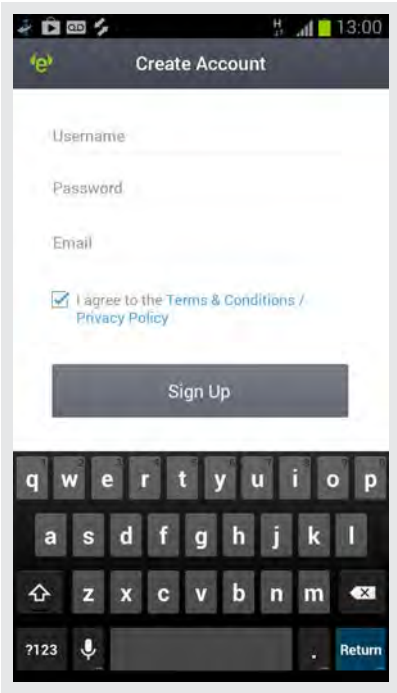 H
13:00
e
Create Account
Username
Password
Email
I agree to the Terms & Conditions /
Privacy Policy
Sign Up
q w e r t y u i o p
a s d f g h j k l
z x c v b n m
?123 . Return